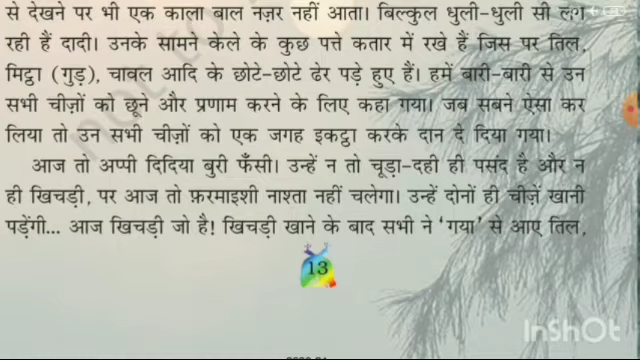 से देखने पर भी एक काला बाल नज़र नहीं आता। बिल्कुल धुली-धुली सी लग
रही हैं दादी। उनके सामने केले के कुछ पत्ते कतार में रखे हैं जिस पर तिल,
मिट्ठा (गुड़), चावल आदि के छोटे-छोटे ढेर पड़े हुए हैं। हमें बारी-बारी से उन
सभी चीज़ों को छूने और प्रणाम करने के लिए कहा गया। जब सबने ऐसा कर
लिया तो उन सभी चीज़ों को एक जगह इकट्ठा करके दान दे दिया गया।
आज तो अप्पी दिदिया बुरी फँसी। उन्हें न तो चूड़ा-दही ही पसंद है और न
ही खिचड़ी, पर आज तो फ़रमाइशी नाश्ता नहीं चलेगा। उन्हें दोनों ही चीज़ें खानी
पड़ेंगी... आज खिचड़ी जो है! खिचड़ी खाने के बाद सभी ने ‘गया’ से आए तिल,
13
not to
InShOt